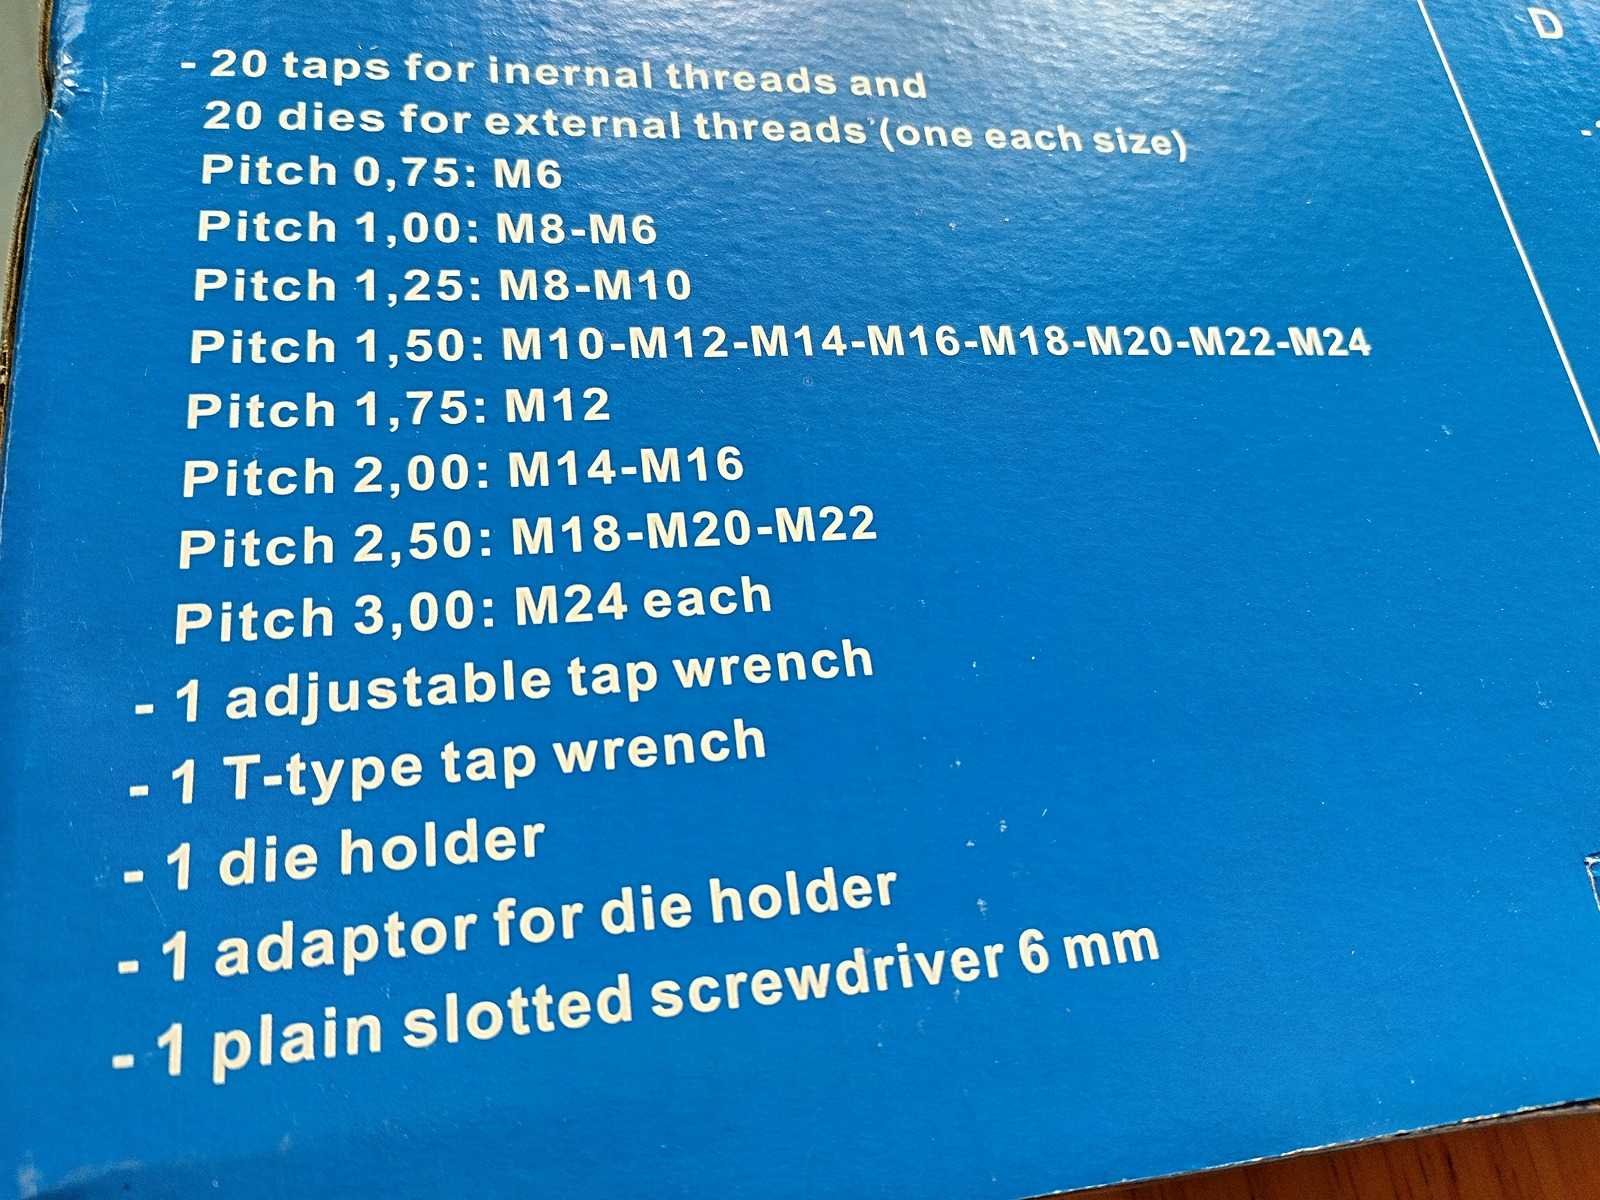 - 20 taps for inernal threads and
20 dies for external threads (one each size)
Pitch 0,75: M6
Pitch 1,00: M8-M6
Pitch 1,25: M8-M10
Pitch 1,50: M10-M12-M14-M16-M18-M20-M22-M24
Pitch 1,75: M12
Pitch 2,00: M14-M16
Pitch 2,50: M18-M20-M22
Pitch 3,00: M24 each
- 1 adjustable tap wrench
- 1 T-type tap wrench
- 1 die holder
- 1 adaptor for die holder
- 1 plain slotted screwdriver 6 mm
D